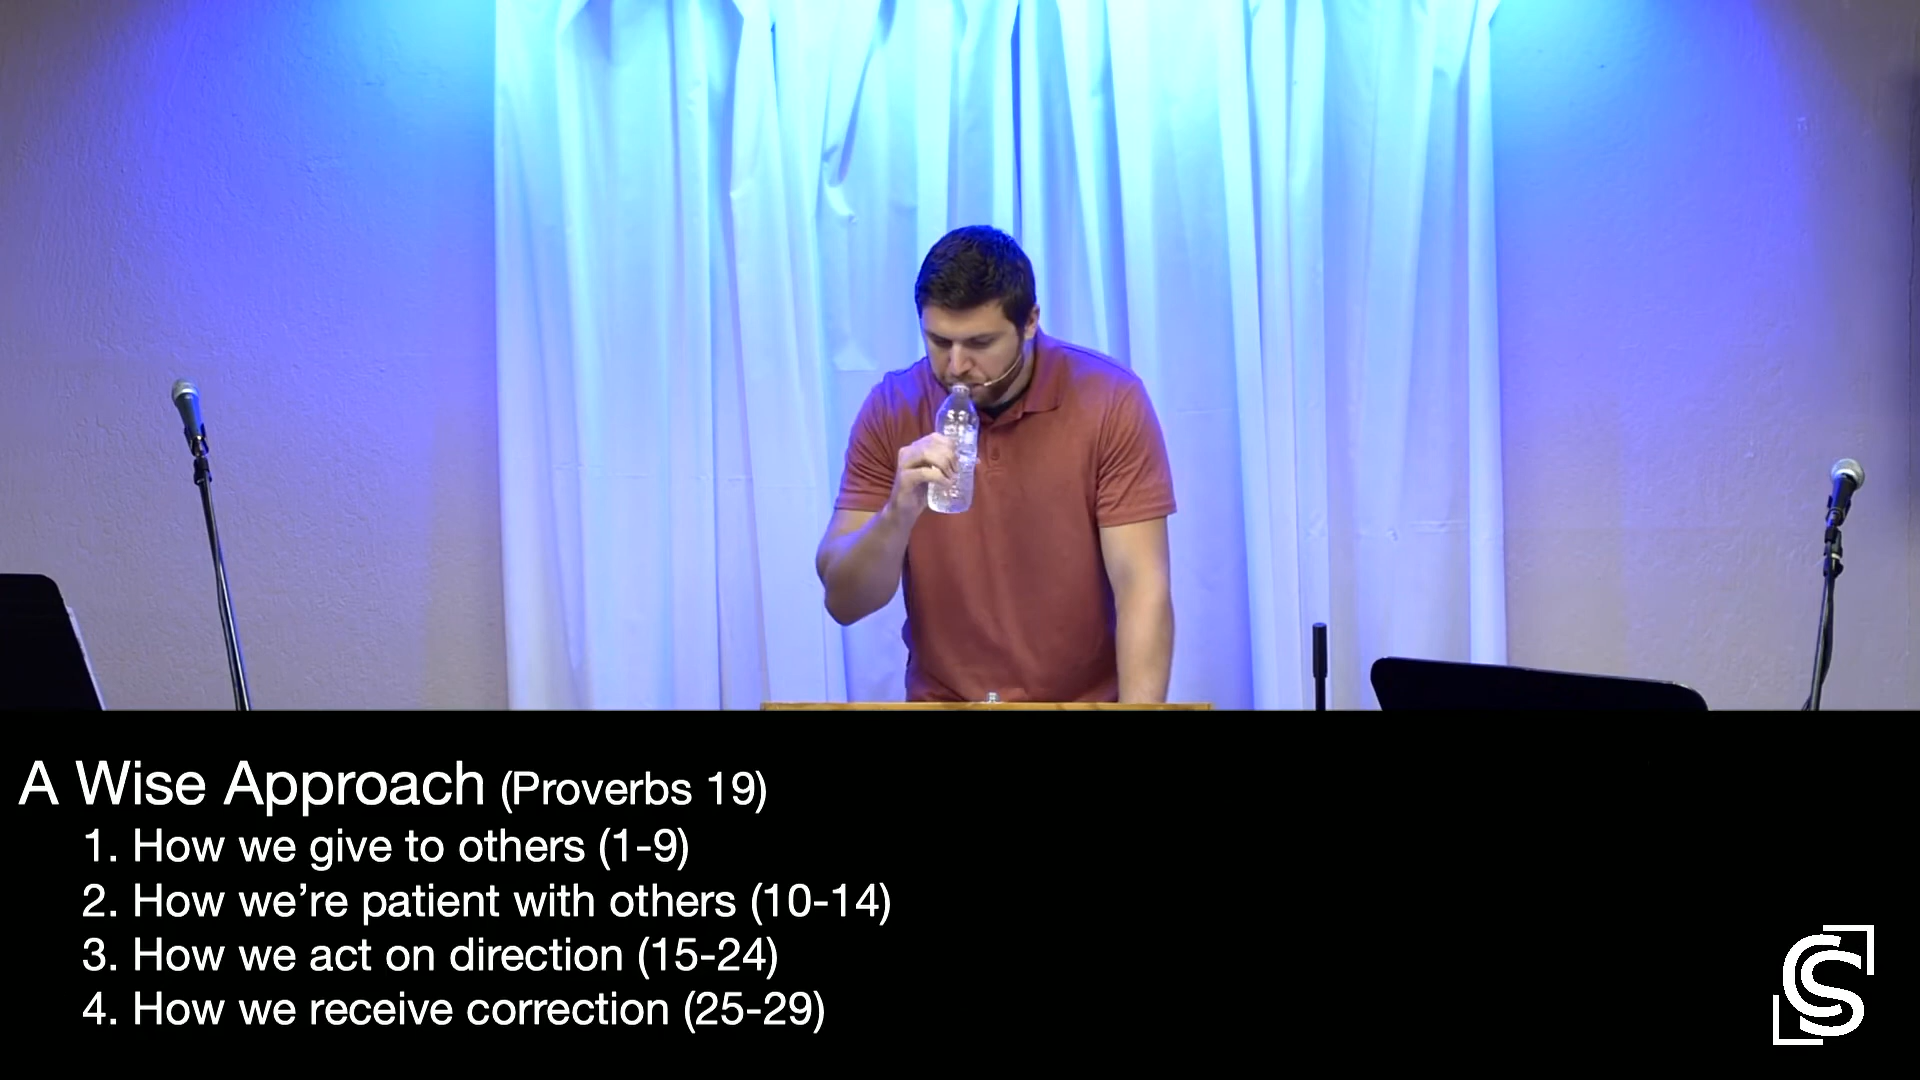 A Wise Approach (Proverbs 19)
1. How we give to others (1-9)
2. How we’re patient with others (10-14)
3. How we act on direction (15-24)
4. How we receive correction (25-29)
CS